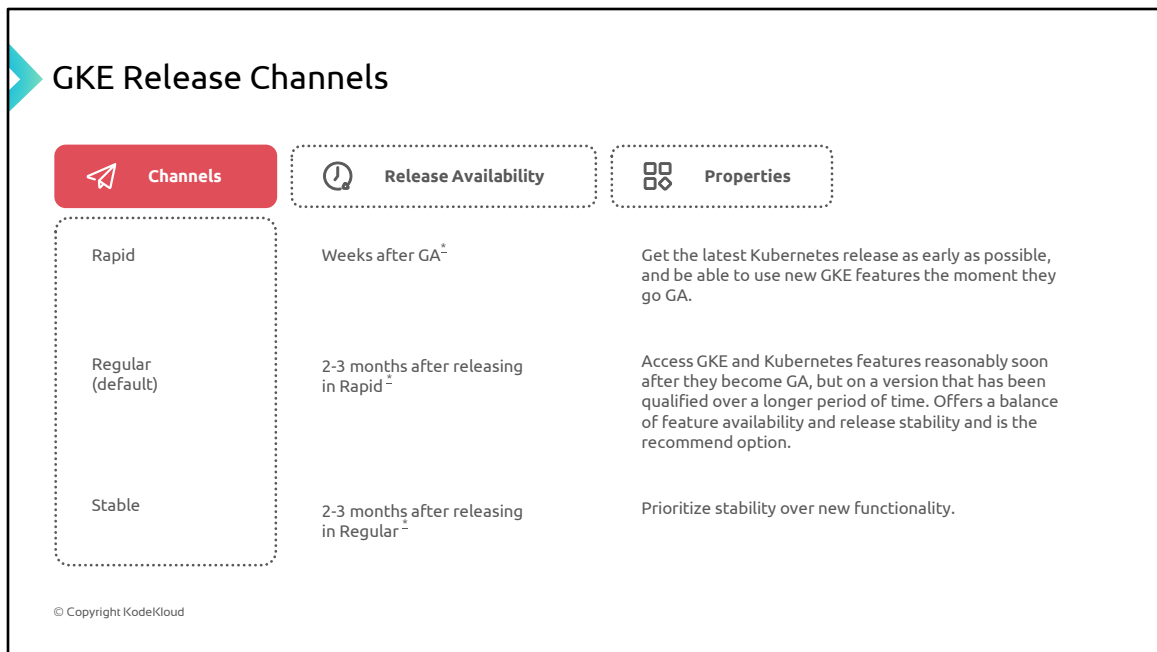 GKE Release Channels
Channels
Release Availability
Properties
Rapid
Weeks after GA*
Get the latest Kubernetes release as early as possible,
and be able to use new GKE features the moment they
go GA.
Regular
(default)
2-3 months after releasing
in Rapid *
Access GKE and Kubernetes features reasonably soon
after they become GA, but on a version that has been
qualified over a longer period of time. Offers a balance
of feature availability and release stability and is the
recommend option.
Stable
2-3 months after releasing
in Regular *
Prioritize stability over new functionality.
© Copyright KodeKloud